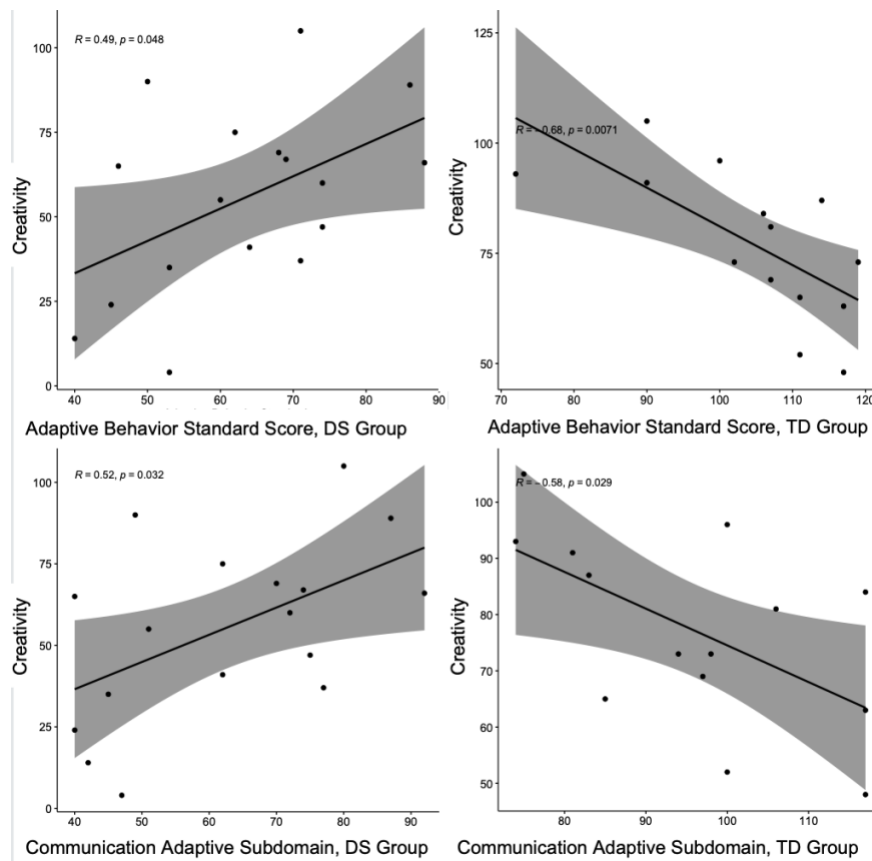 R = 0.49, p = 0.048
100
75
50
25
0
Creativity
40 50 60 70 80 90
Adaptive Behavior Standard Score, DS Group
R = - 0.68, p = 0.0071
125
100
75
50
Creativity
70 80 90 100 110 120
Adaptive Behavior Standard Score, TD Group
R = 0.52, p = 0.032
100
75
50
25
0
Creativity
40 50 60 70 80 90
Communication Adaptive Subdomain, DS Group
R = - 0.58, p = 0.029
100
90
80
70
60
50
Creativity
80 90 100 110
Communication Adaptive Subdomain, TD Group